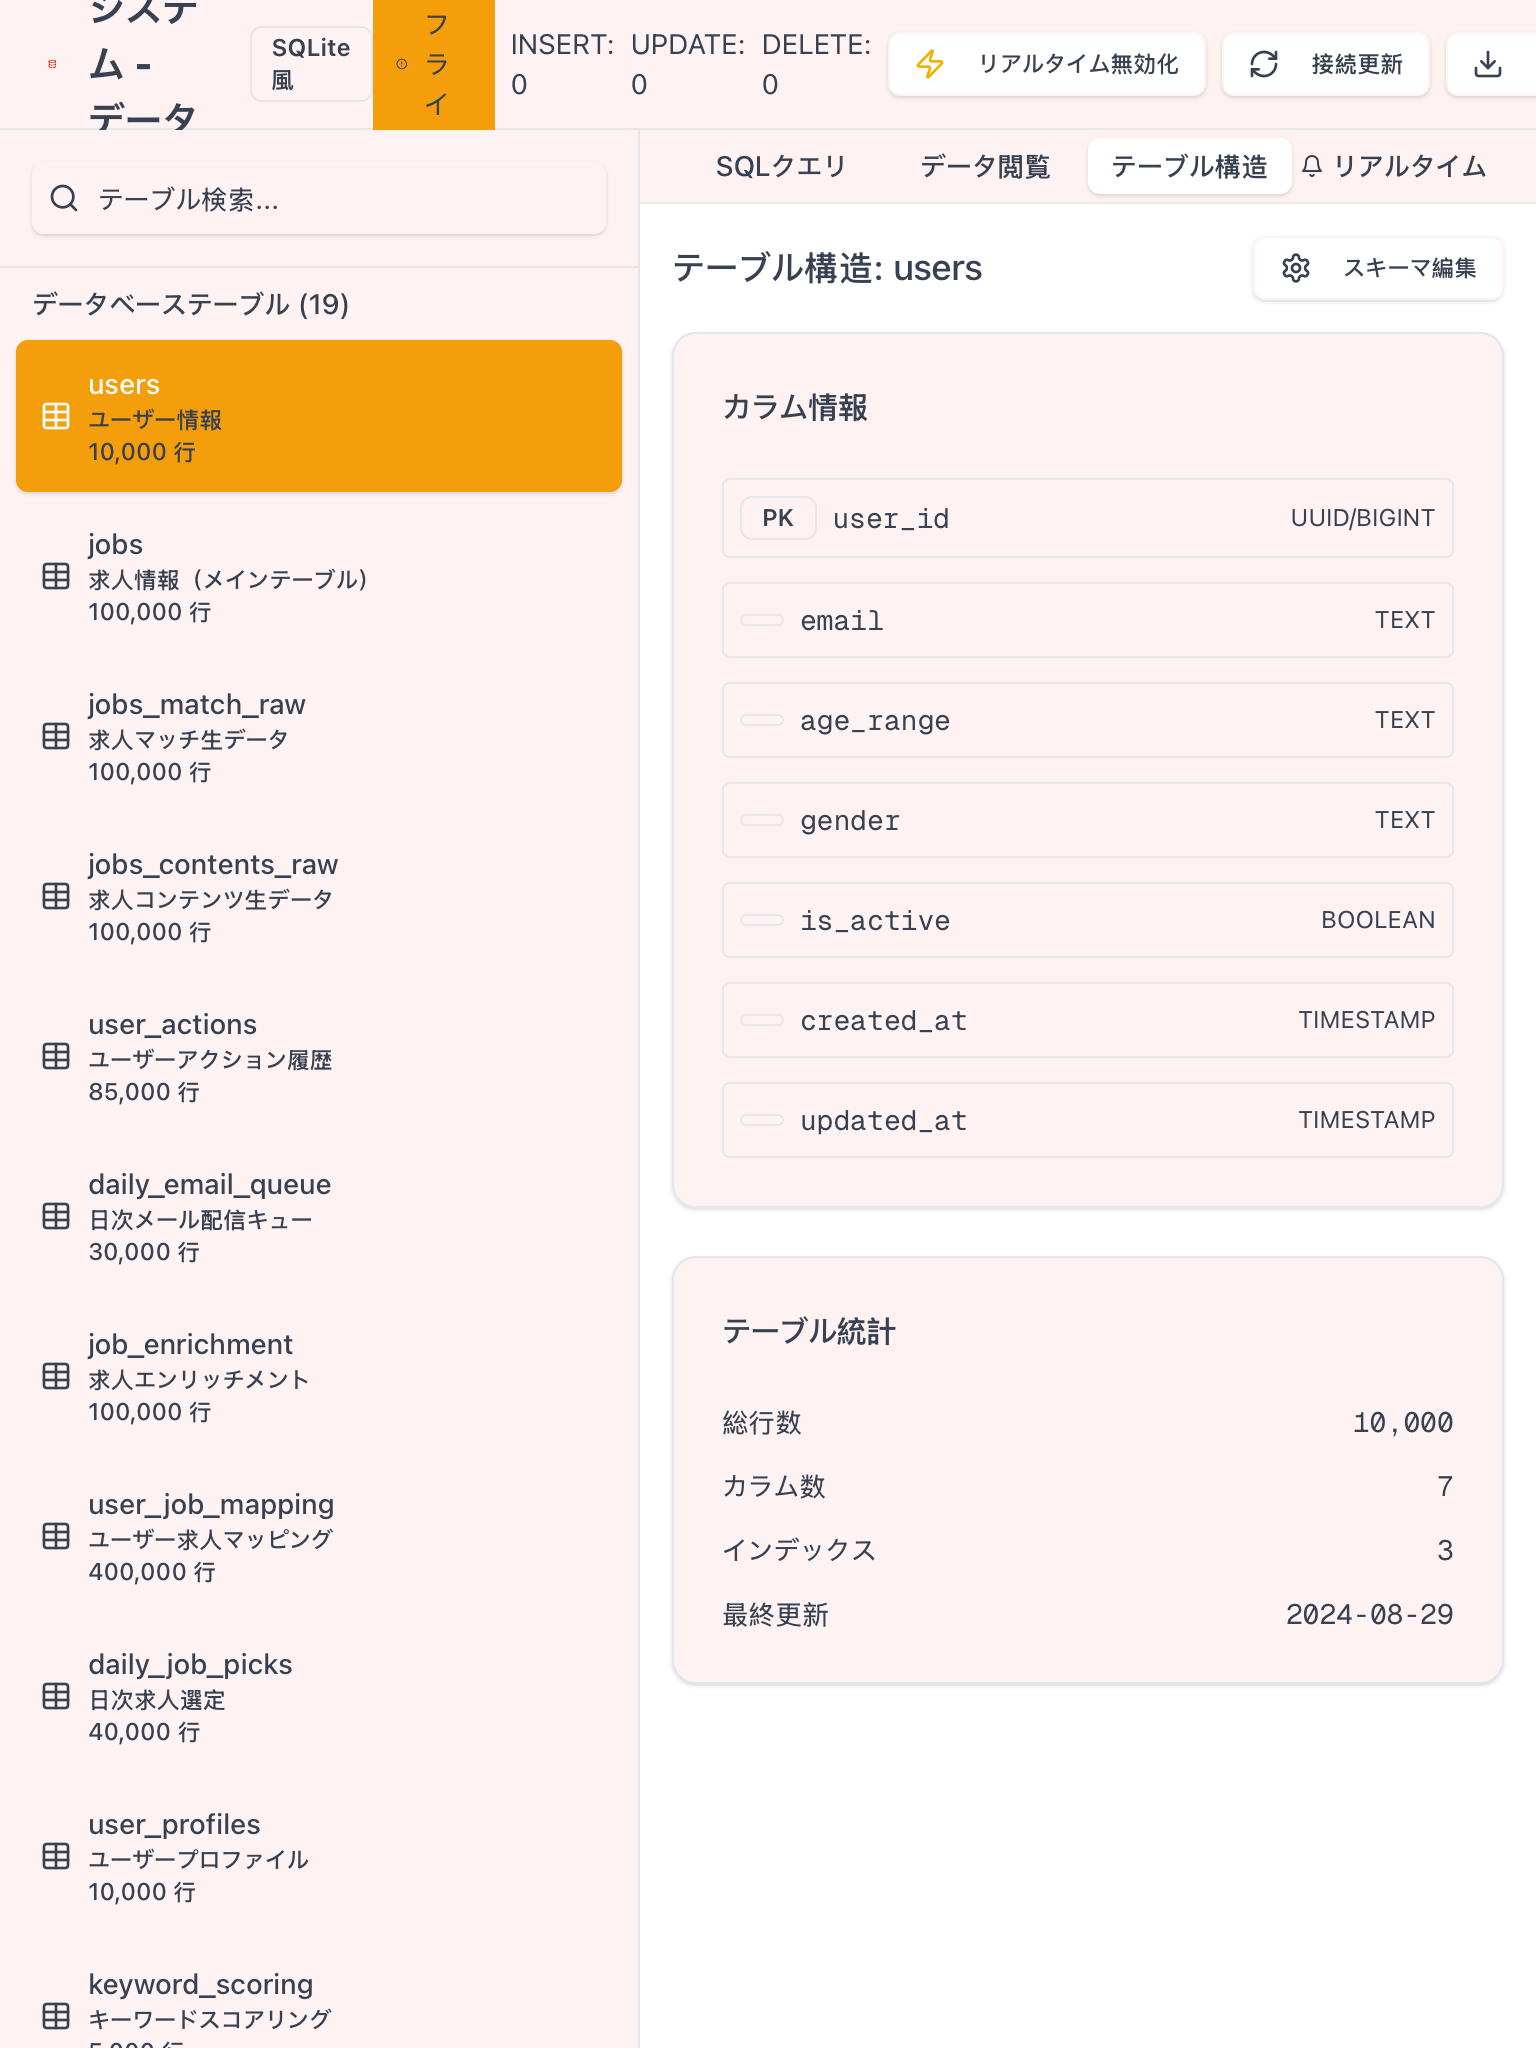 システ
ム -
データ
SQLite
風
フ
ラ
イ
INSERT:
0
UPDATE:
0
DELETE:
0
リアルタイム無効化
接続更新
テーブル検索...
データベーステーブル (19)
users
ユーザー情報
10,000 行
jobs
求人情報（メインテーブル）
100,000 行
jobs_match_raw
求人マッチ生データ
100,000 行
jobs_contents_raw
求人コンテンツ生データ
100,000 行
user_actions
ユーザーアクション履歴
85,000 行
daily_email_queue
日次メール配信キュー
30,000 行
job_enrichment
求人エンリッチメント
100,000 行
user_job_mapping
ユーザー求人マッピング
400,000 行
daily_job_picks
日次求人選定
40,000 行
user_profiles
ユーザープロファイル
10,000 行
keyword_scoring
キーワードスコアリング
5,000 行
SQLクエリ
データ閲覧
テーブル構造
リアルタイム
テーブル構造: users
スキーマ編集
カラム情報
PK user_id UUID/BIGINT
email TEXT
age_range TEXT
gender TEXT
is_active BOOLEAN
created_at TIMESTAMP
updated_at TIMESTAMP
テーブル統計
総行数 10,000
カラム数 7
インデックス 3
最終更新 2024-08-29